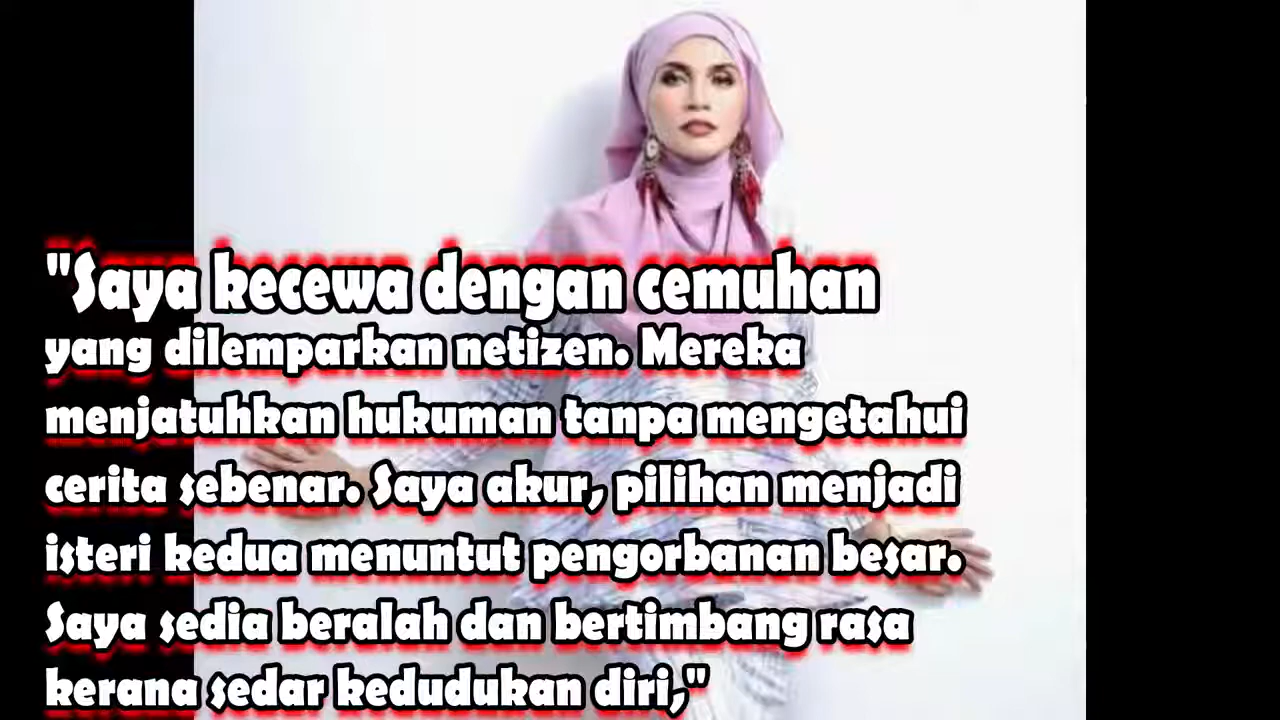 "Saya kecewa dengan cemuhan
yang dilemparkan netizen. Mereka
menjatuhkan hukuman tanpa mengetahui
cerita sebenar. Saya akur, pilihan menjadi
isteri kedua menuntut pengorbanan besar.
Saya sedia beralah dan bertimbang rasa
kerana sedar kedudukan diri,"